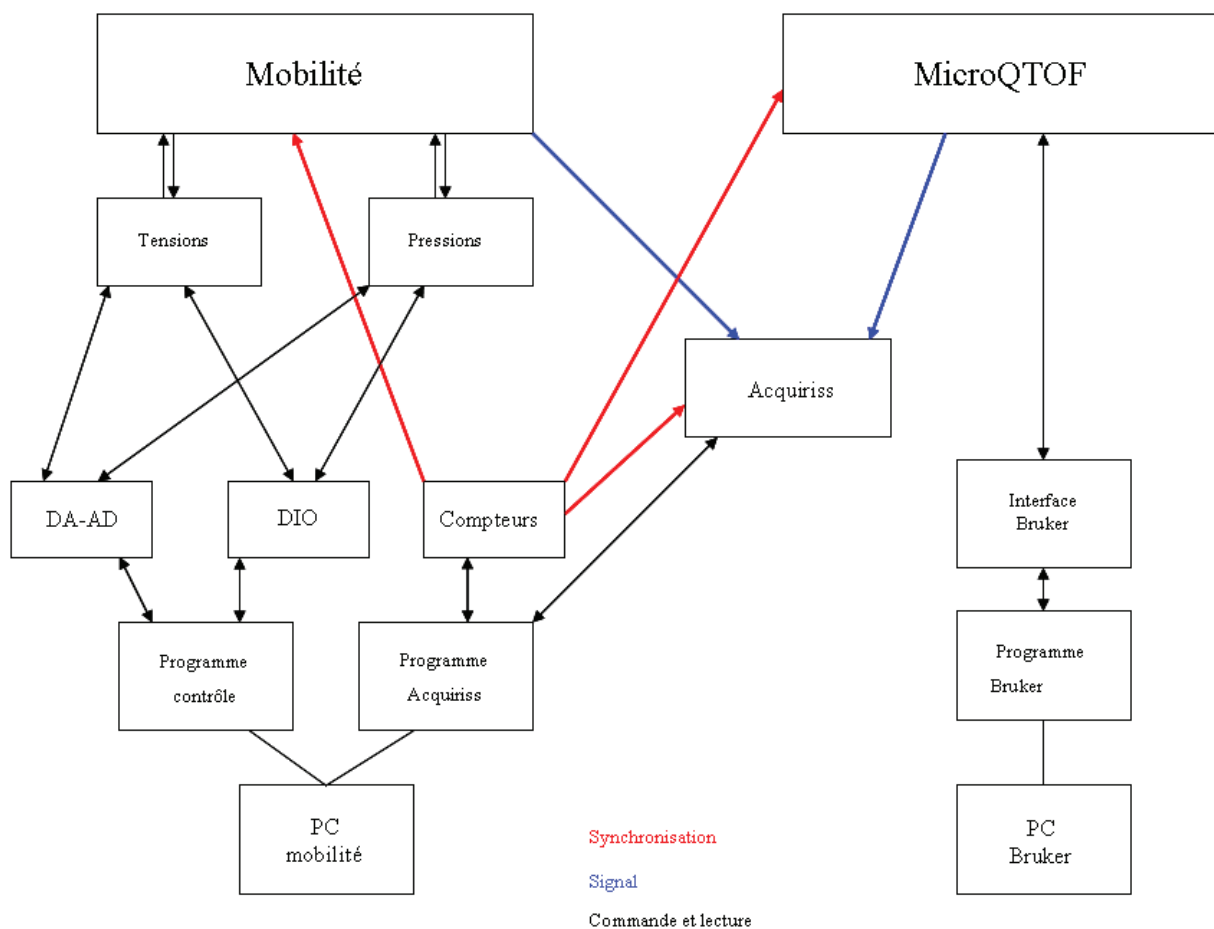 Mobilité
MicroQTOF
Tensions
Pressions
Acquiriss
DA-AD
DIO
Compteurs
Interface
Bruker
Programme
contrôle
Programme
Acquiriss
Programme
Bruker
PC
mobilité
PC
Bruker
Synchronisation
Signal
Commande et lecture